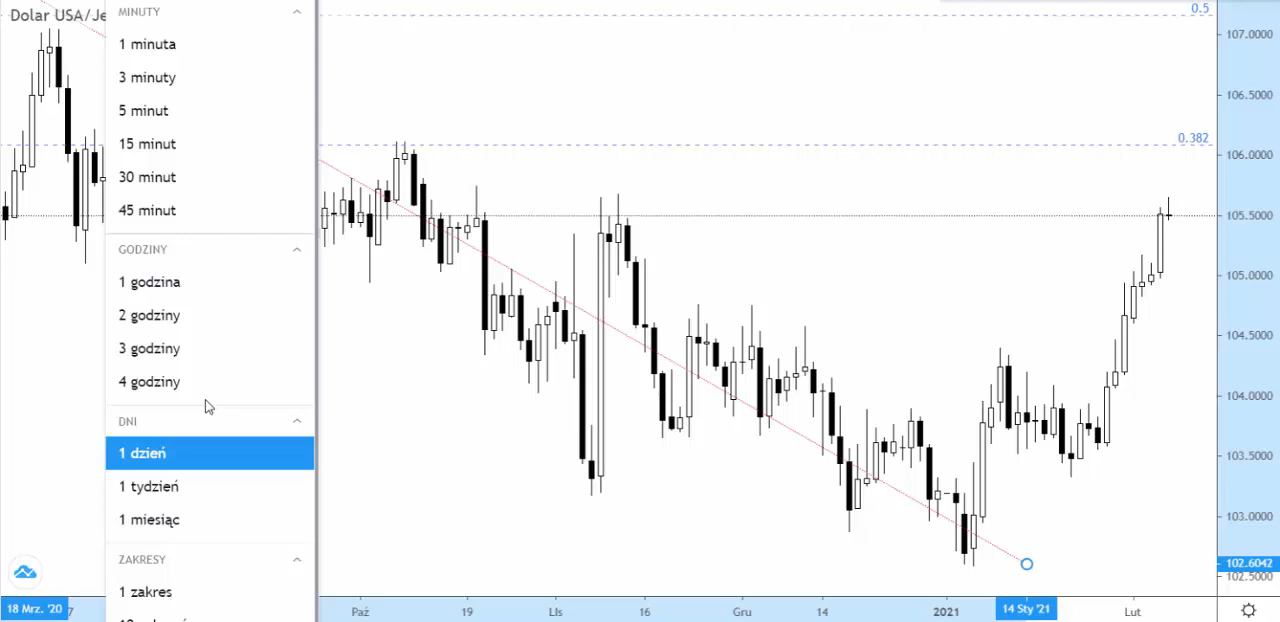 Dolar USA/Je
MINUTY
1 minuta
3 minuty
5 minut
15 minut
30 minut
45 minut
GODZINY
1 godzina
2 godziny
3 godziny
4 godziny
DNI
1 dzień
1 tydzień
1 miesiąc
ZAKRESY
1 zakres
0.5
0.382
107.0000
106.5000
106.0000
105.5000
105.0000
104.5000
104.0000
103.5000
103.0000
102.6042
102.5000
18 Mrz. '20
7
Paź
19
LIs
16
Gru
14
2021
14 Sty '21
Lut